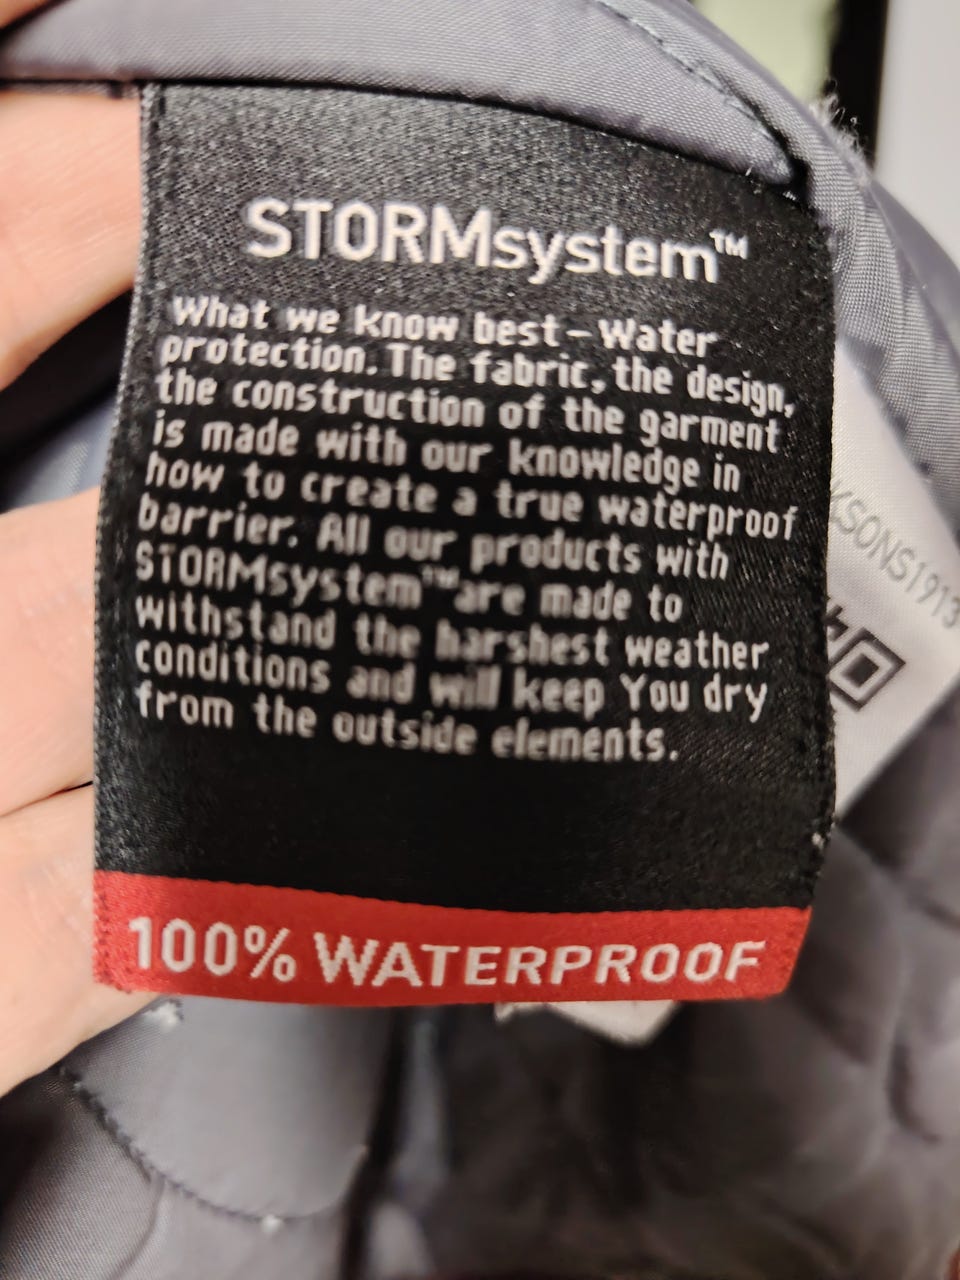 STORMsystem™
What we know best – Water
protection. The fabric, the design,
the construction of the garment
is made with our knowledge in
how to create a true waterproof
barrier. All our products with
STORMsystem™ are made to
withstand the harshest weather
conditions and will keep You dry
from the outside elements.
100% WATERPROOF
KSONS1913